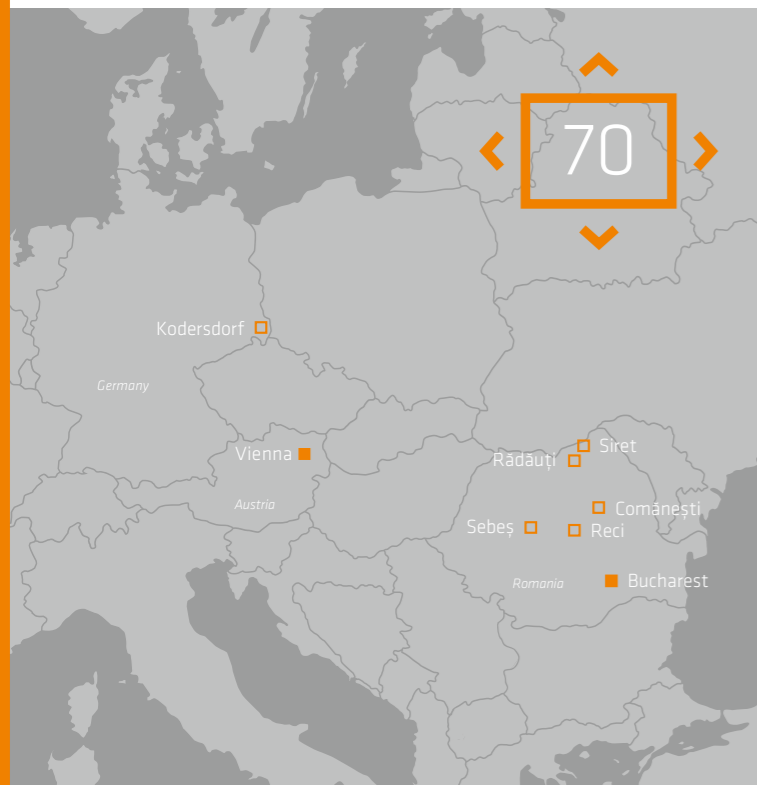 70
Kodersdorf
Germany
Siret
Vienna
Rădăuți
Austria
Comănești
Sebeș
Reci
Romania
Bucharest